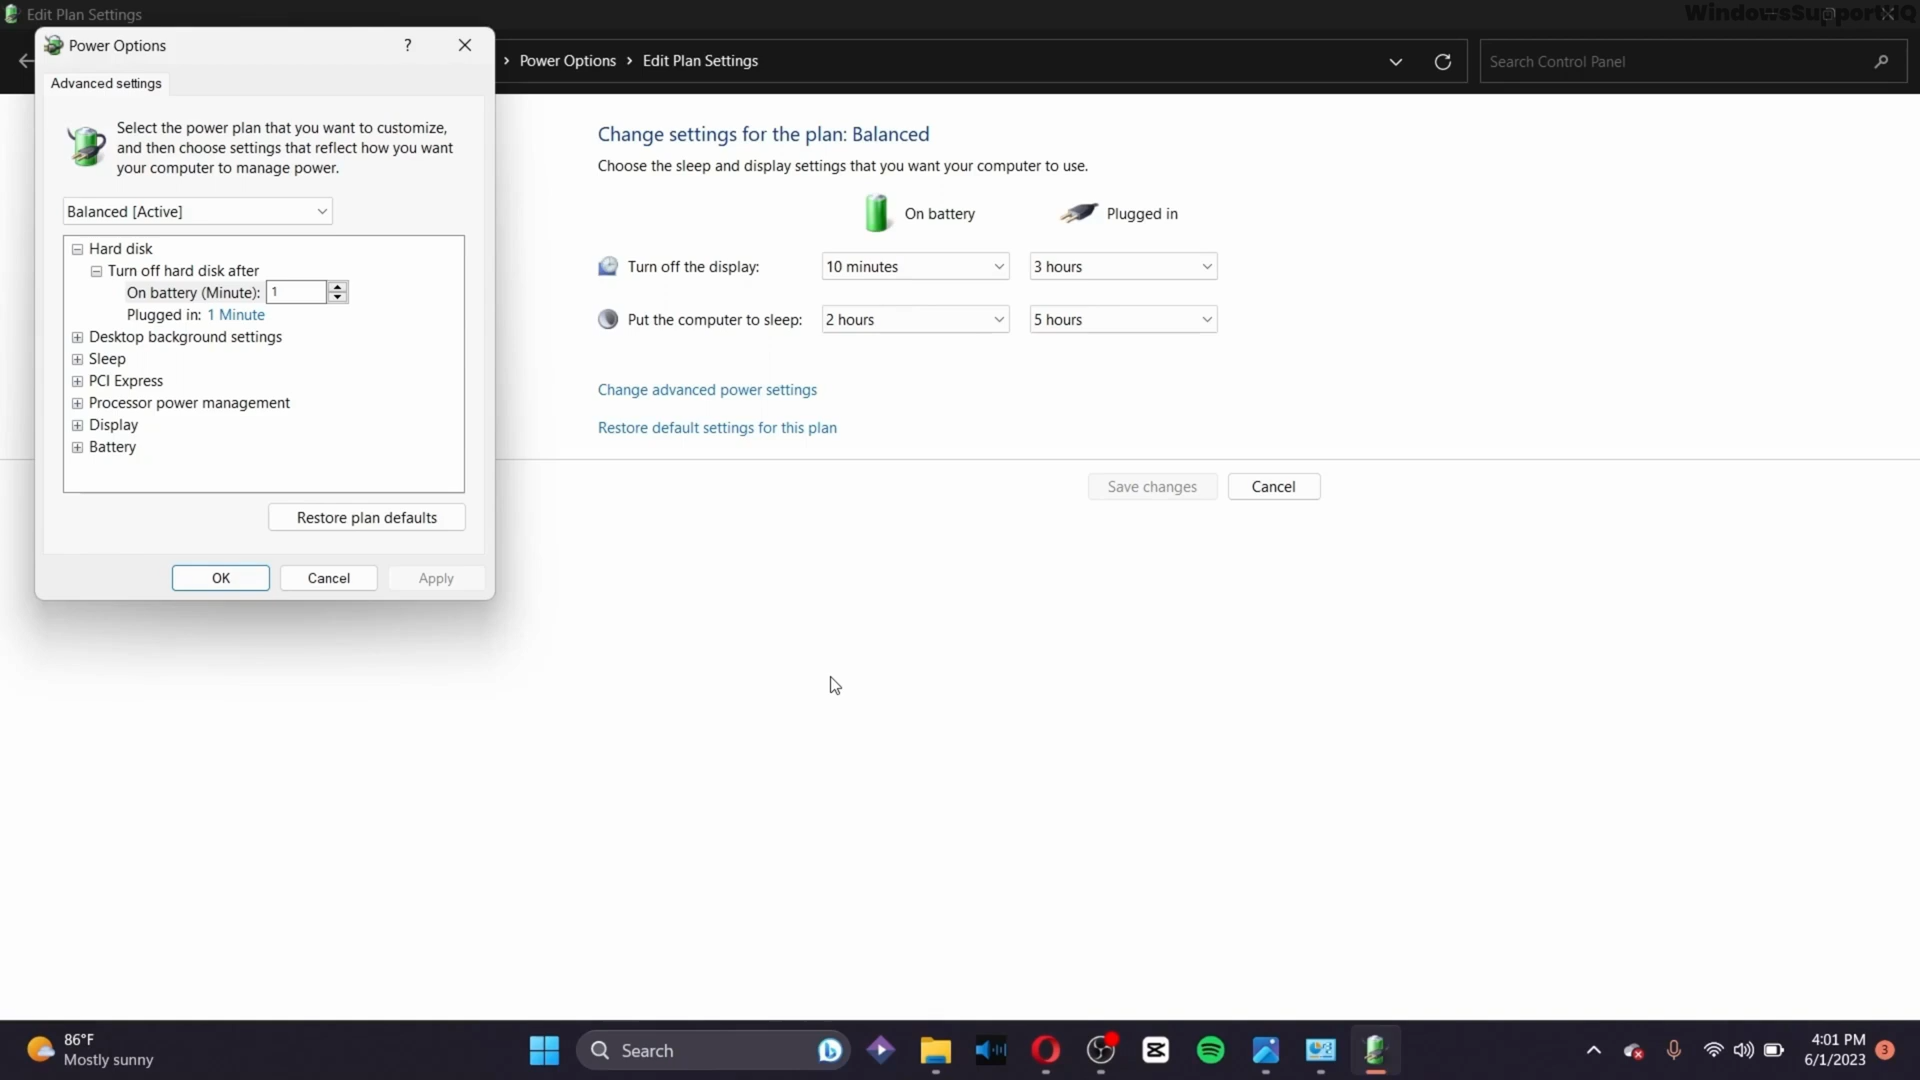 Edit Plan Settings
WindowsSupportHQ
Power Options
?
Power Options
Edit Plan Settings
Search Control Panel
Advanced settings
Select the power plan that you want to customize,
and then choose settings that reflect how you want
your computer to manage power.
Balanced [Active]
Hard disk
Turn off hard disk after
On battery (Minute): 1
Plugged in: 1 Minute
Desktop background settings
Sleep
PCI Express
Processor power management
Display
Battery
Restore plan defaults
OK
Cancel
Apply
Change settings for the plan: Balanced
Choose the sleep and display settings that you want your computer to use.
On battery
Plugged in
Turn off the display:
10 minutes
3 hours
Put the computer to sleep:
2 hours
5 hours
Change advanced power settings
Restore default settings for this plan
Save changes
Cancel
86°F
Mostly sunny
Search
4:01 PM
6/1/2023
3